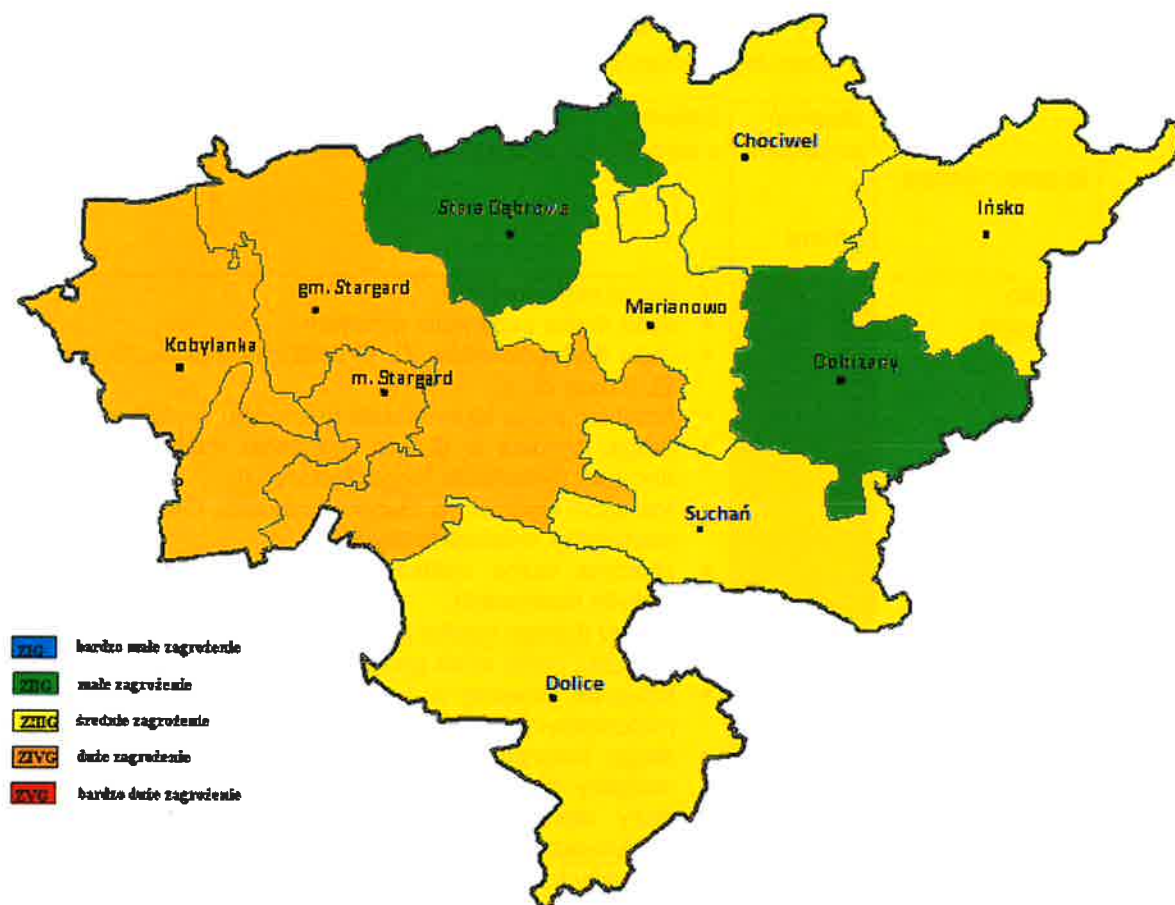 Chociwel
Ińsko
Stara Dąbrowa
gm. Stargard
Marianowo
Kobylanka
m. Stargard
Dobrzany
Suchań
Dolice
ZIG bardzo małe zagrożenie
ZIIG małe zagrożenie
ZIIIG średnie zagrożenie
ZIVG duże zagrożenie
ZVG bardzo duże zagrożenie